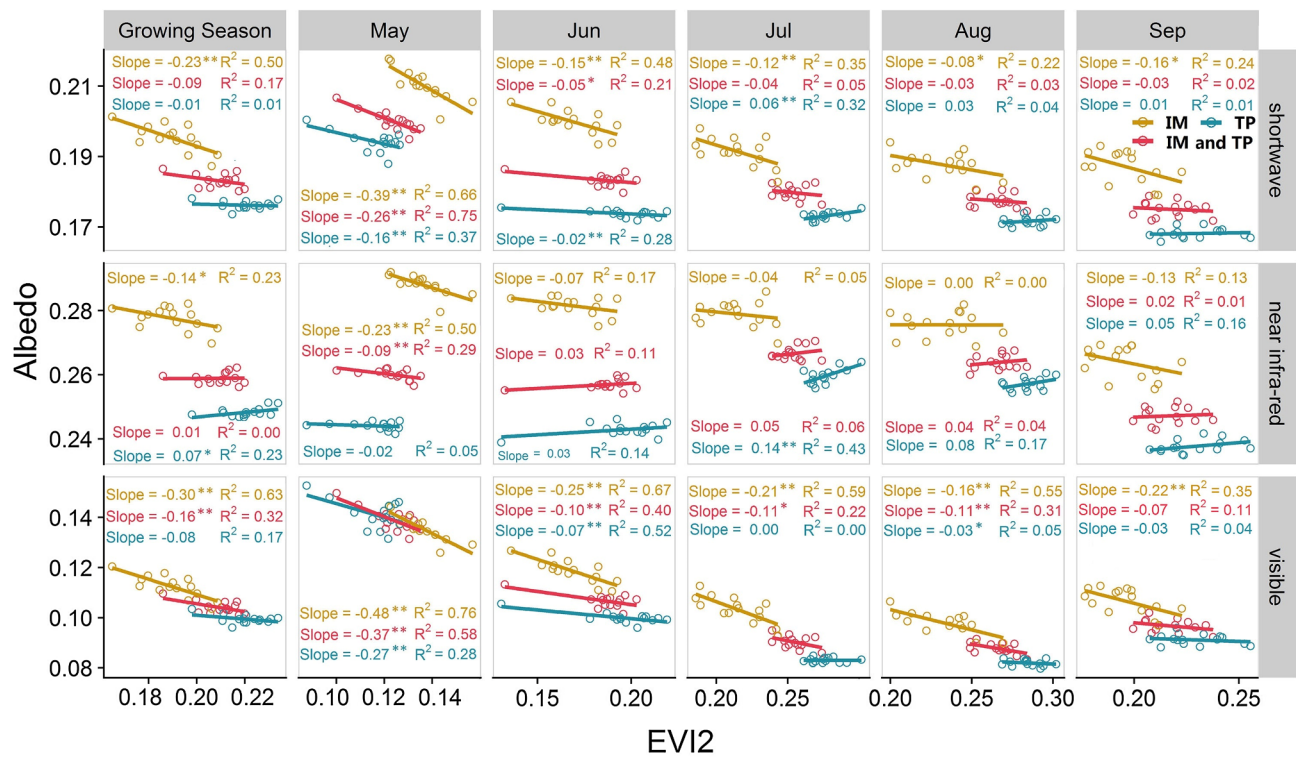 Growing Season May Jun Jul Aug Sep
Slope = -0.23** R² = 0.50
Slope = -0.09 R² = 0.17
Slope = -0.01 R² = 0.01
Slope = -0.39** R² = 0.66
Slope = -0.26** R² = 0.75
Slope = -0.16** R² = 0.37
Slope = -0.15** R² = 0.48
Slope = -0.05* R² = 0.21
Slope = -0.02** R² = 0.28
Slope = -0.12** R² = 0.35
Slope = -0.04 R² = 0.05
Slope = 0.06** R² = 0.32
Slope = -0.08* R² = 0.22
Slope = -0.03 R² = 0.03
Slope = 0.03 R² = 0.04
Slope = -0.16* R² = 0.24
Slope = -0.03 R² = 0.02
Slope = 0.01 R² = 0.01
IM TP
IM and TP
shortwave
0.21
0.19
0.17
Slope = -0.14* R² = 0.23
Slope = 0.01 R² = 0.00
Slope = 0.07* R² = 0.23
Slope = -0.23** R² = 0.50
Slope = -0.09** R² = 0.29
Slope = -0.02 R² = 0.05
Slope = -0.07 R² = 0.17
Slope = 0.03 R² = 0.11
Slope = 0.03 R² = 0.14
Slope = -0.04 R² = 0.05
Slope = 0.05 R² = 0.06
Slope = 0.14** R² = 0.43
Slope = 0.00 R² = 0.00
Slope = 0.04 R² = 0.04
Slope = 0.08 R² = 0.17
Slope = -0.13 R² = 0.13
Slope = 0.02 R² = 0.01
Slope = 0.05 R² = 0.16
near infra-red
0.28
0.26
0.24
Albedo
Slope = -0.30** R² = 0.63
Slope = -0.16** R² = 0.32
Slope = -0.08 R² = 0.17
Slope = -0.48** R² = 0.76
Slope = -0.37** R² = 0.58
Slope = -0.27** R² = 0.28
Slope = -0.25** R² = 0.67
Slope = -0.10** R² = 0.40
Slope = -0.07** R² = 0.52
Slope = -0.21** R² = 0.59
Slope = -0.11* R² = 0.22
Slope = 0.00 R² = 0.00
Slope = -0.16** R² = 0.55
Slope = -0.11** R² = 0.31
Slope = -0.03* R² = 0.05
Slope = -0.22** R² = 0.35
Slope = -0.07 R² = 0.11
Slope = -0.03 R² = 0.04
visible
0.14
0.12
0.10
0.08
0.18 0.20 0.22 0.10 0.12 0.14 0.15 0.20 0.20 0.25 0.20 0.25 0.30 0.20 0.25
EVI2